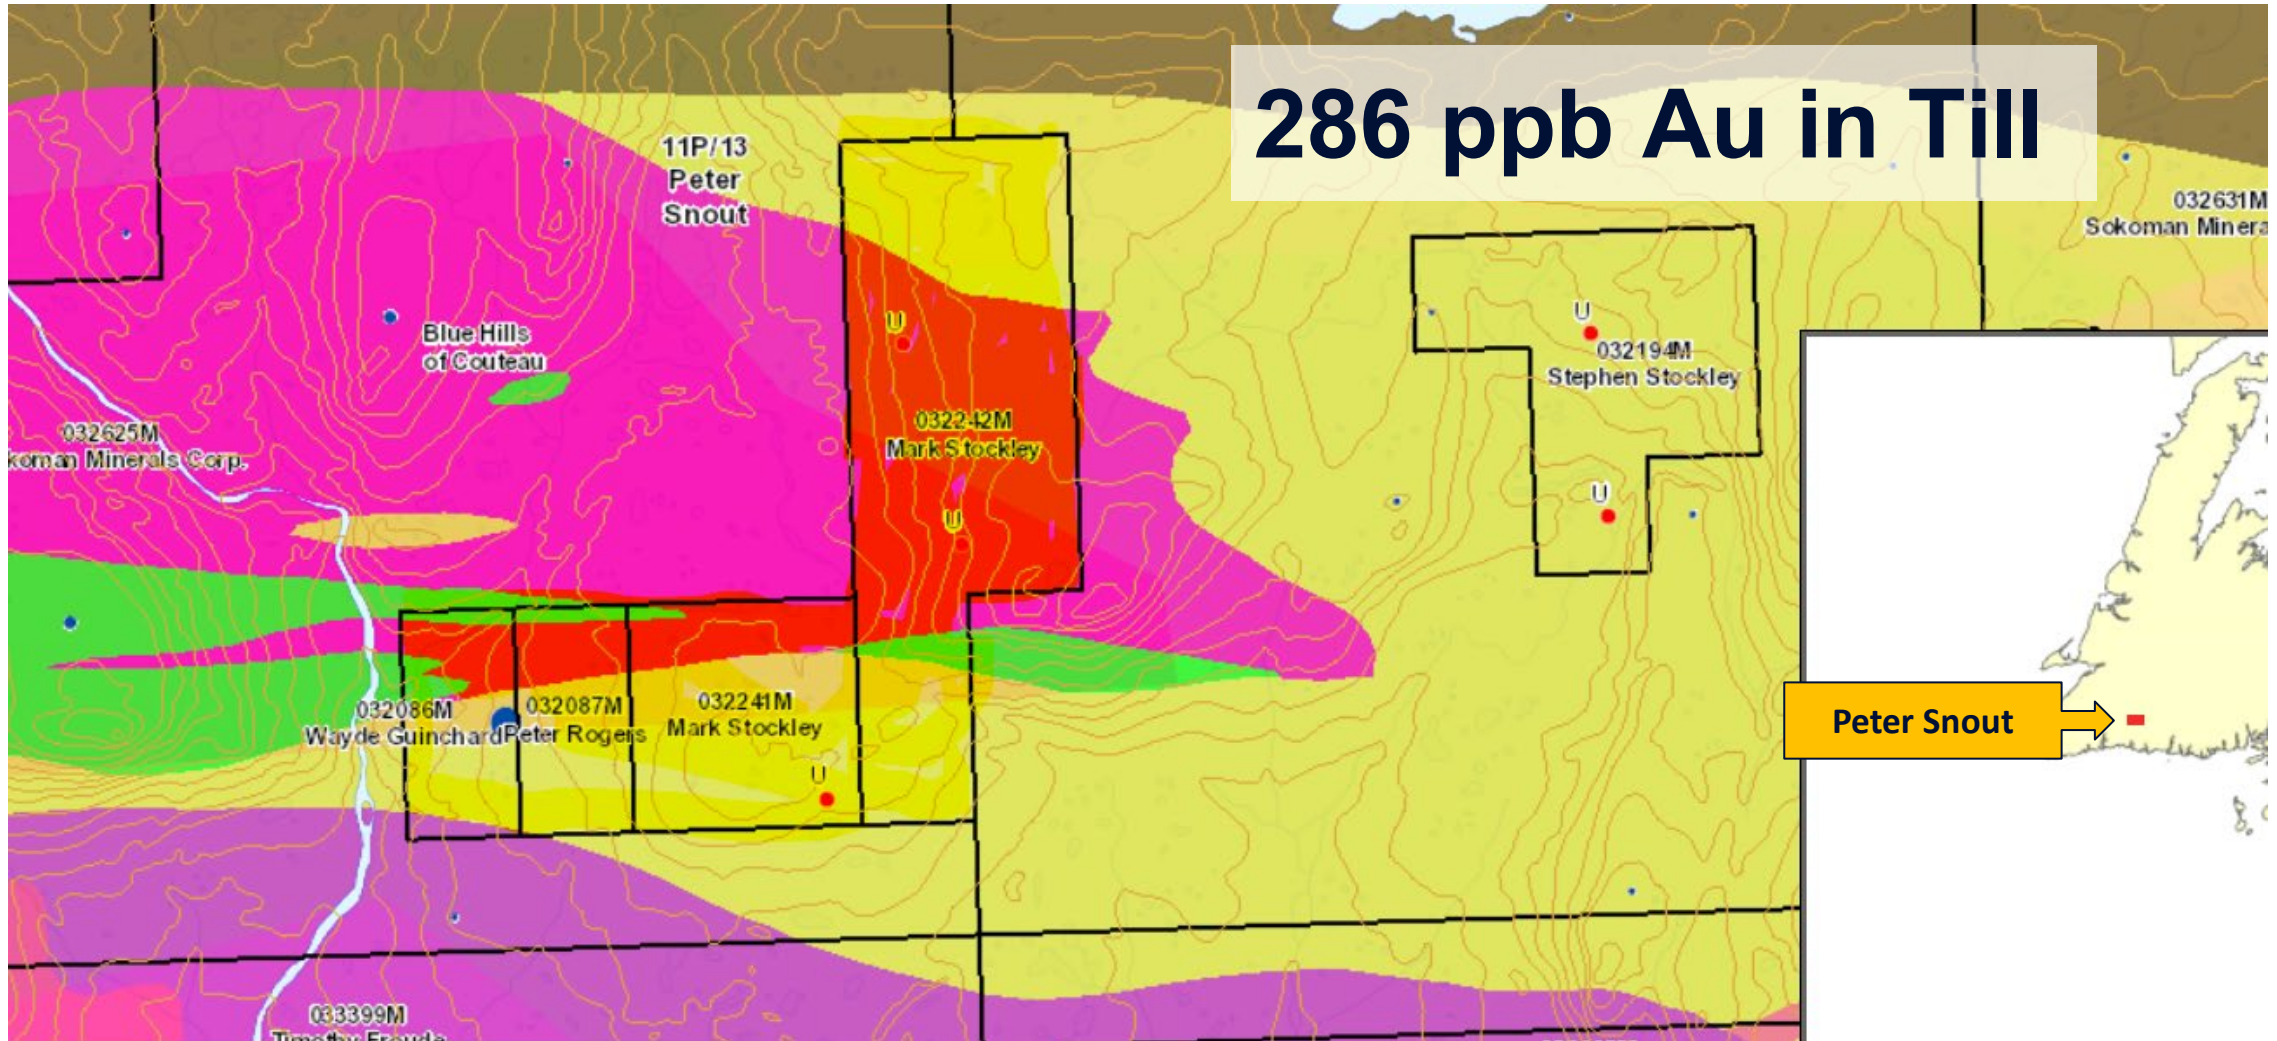 286 ppb Au in Till
11P/13
Peter
Snout
032631M
Sokoman Minera
U
U
032194M
Stephen Stockley
Blue Hills
of Couteau
032242M
Mark Stockley
032625M
koman Minerals Corp.
U
U
032086M
Wayde Guinchard
032087M
Peter Rogers
032241M
Mark Stockley
Peter Snout
U
033399M
Timothy Froude